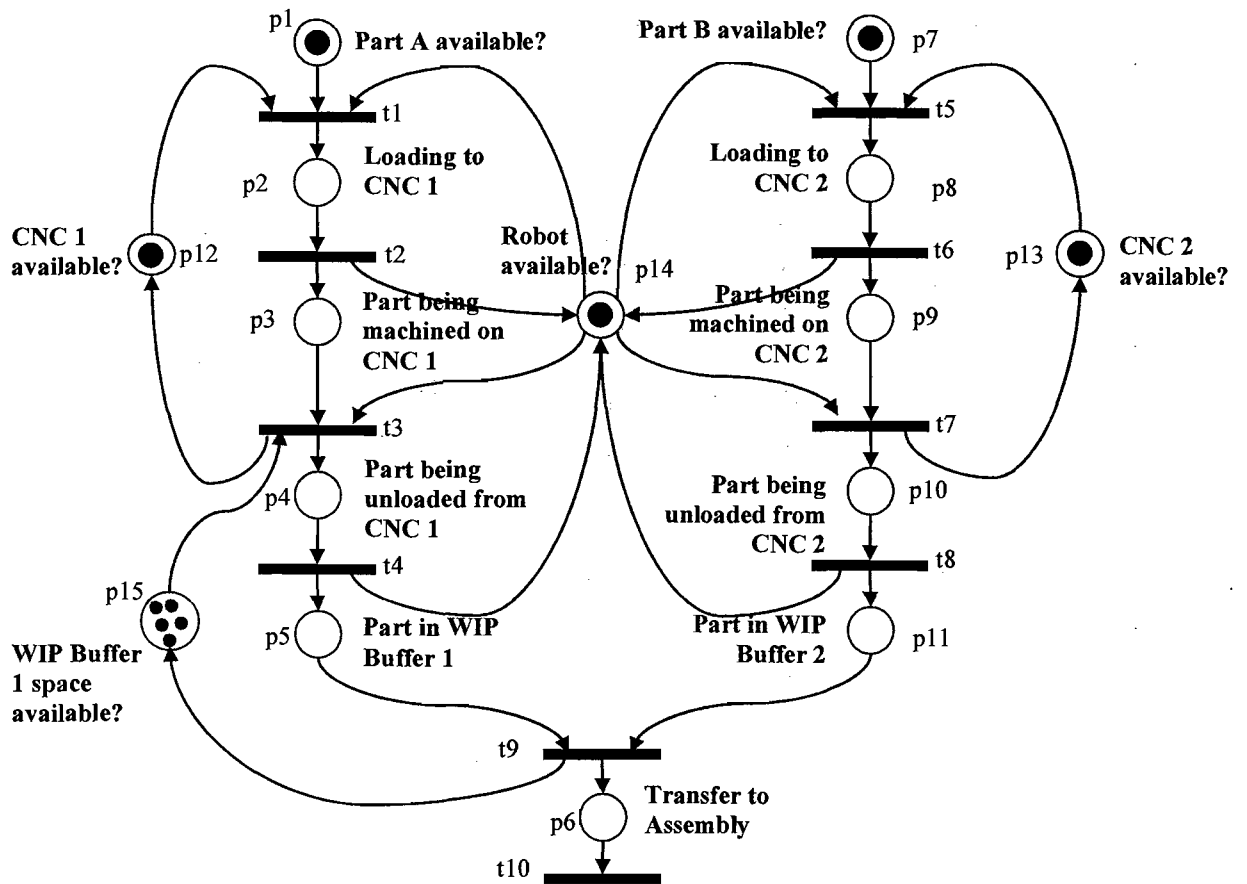 p1
Part A available?
Part B available?
p7
t1
t5
Loading to
CNC 1
p2
Loading to
CNC 2
p8
CNC 1
available?
p12
t2
Robot
available?
p14
t6
p13
CNC 2
available?
p3
Part being
machined on
CNC 1
Part being
machined on
CNC 2
p9
t3
t7
p4
Part being
unloaded from
CNC 1
Part being
unloaded from
CNC 2
p10
t4
t8
p15
p5
Part in WIP
Buffer 1
Part in WIP
Buffer 2
p11
WIP Buffer
1 space
available?
t9
p6
Transfer to
Assembly
t10